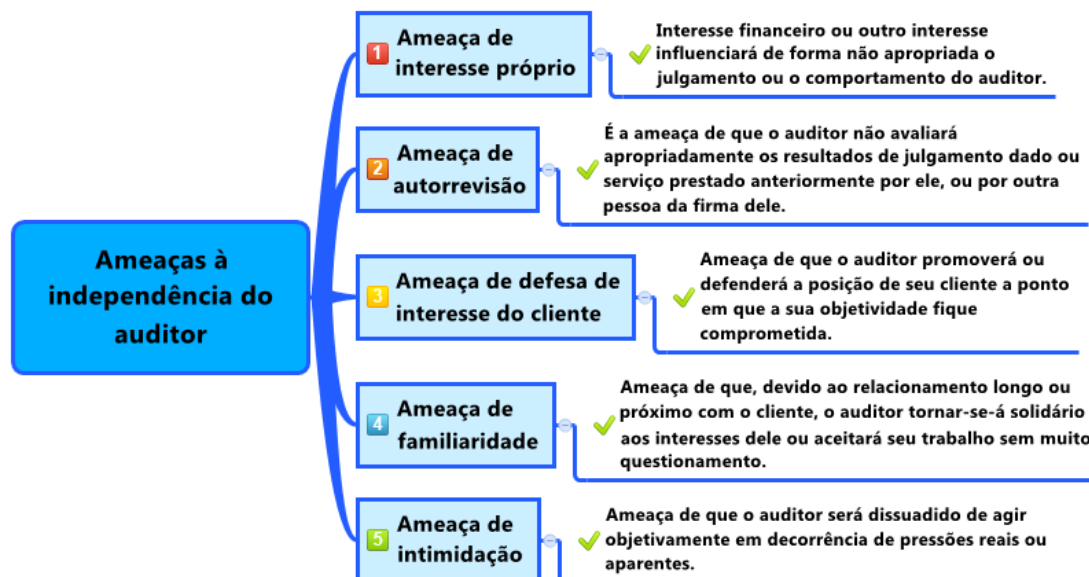 Ameaças à
independência do
auditor
1
Ameaça de
interesse próprio
Interesse financeiro ou outro interesse
influenciará de forma não apropriada o
julgamento ou o comportamento do auditor.
2
Ameaça de
autorrevisão
É a ameaça de que o auditor não avaliará
apropriadamente os resultados de julgamento dado ou
serviço prestado anteriormente por ele, ou por outra
pessoa da firma dele.
3
Ameaça de defesa de
interesse do cliente
Ameaça de que o auditor promoverá ou
defenderá a posição de seu cliente a ponto
em que a sua objetividade fique
comprometida.
4
Ameaça de
familiaridade
Ameaça de que, devido ao relacionamento longo ou
próximo com o cliente, o auditor tornar-se-á solidário
aos interesses dele ou aceitará seu trabalho sem muito
questionamento.
5
Ameaça de
intimidação
Ameaça de que o auditor será dissuadido de agir
objetivamente em decorrência de pressões reais ou
aparentes.